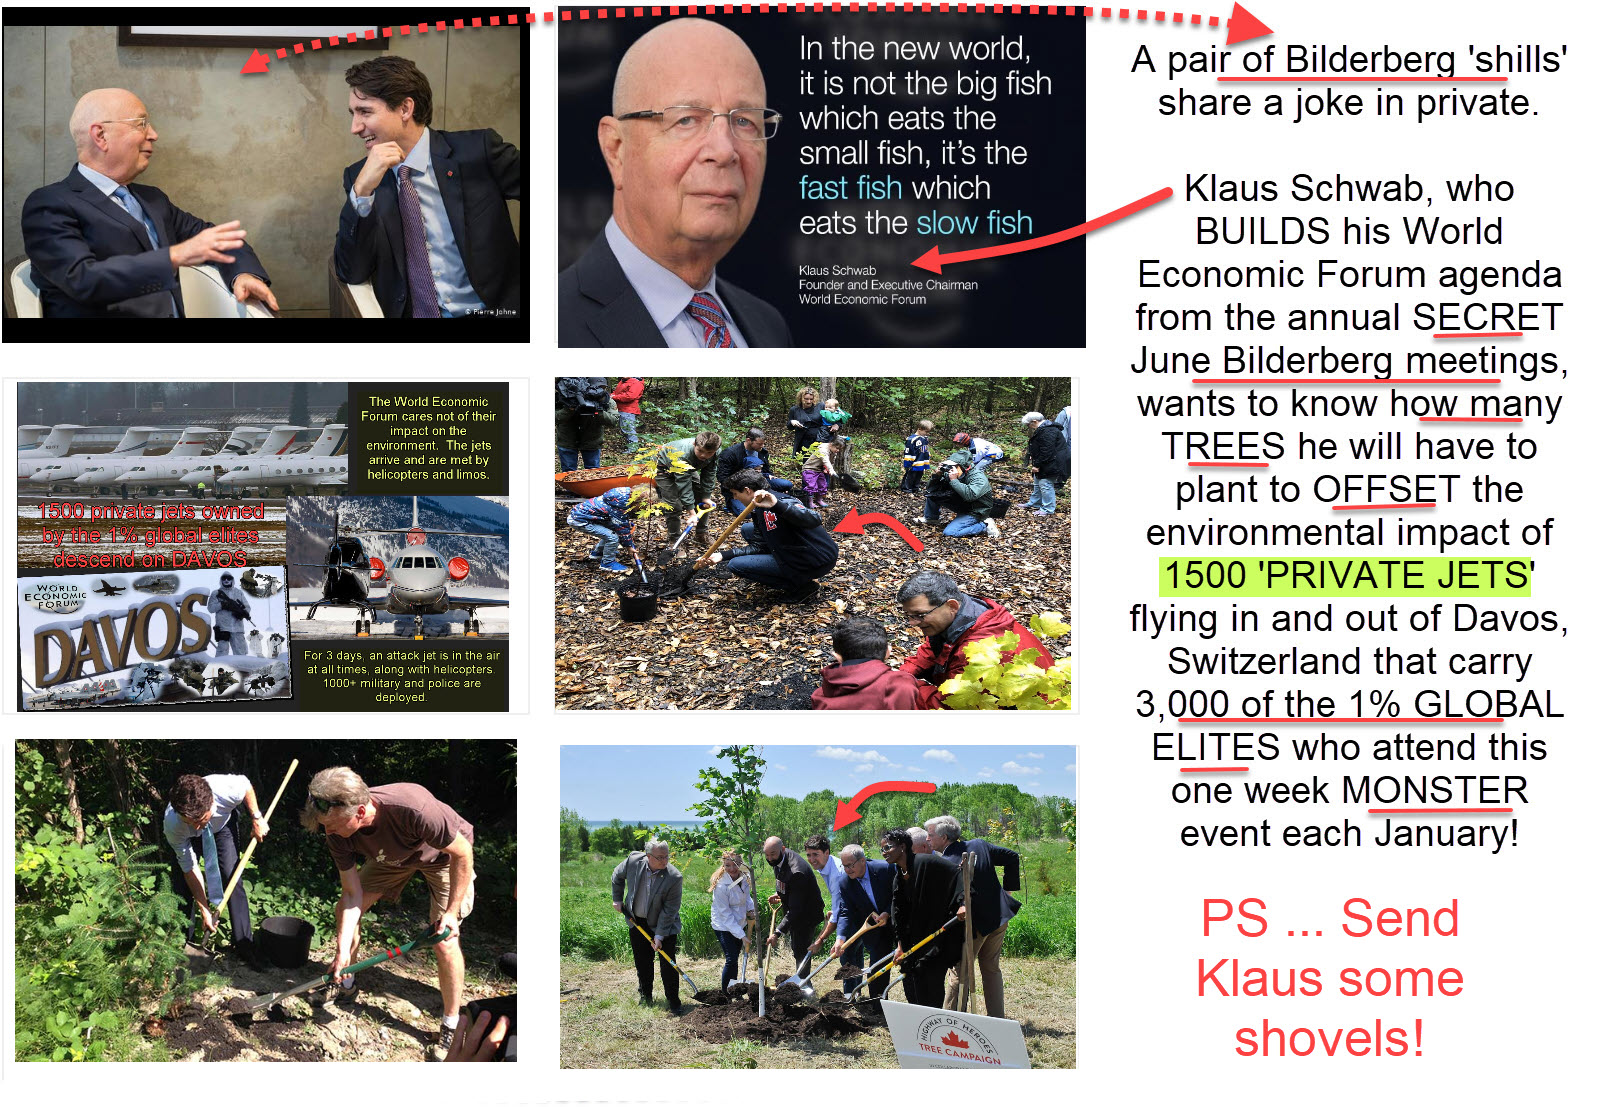 © Pierre Johne
In the new world,
it is not the big fish
which eats the
small fish, it's the
fast fish which
eats the slow fish
Klaus Schwab
Founder and Executive Chairman
World Economic Forum
A pair of Bilderberg 'shills'
share a joke in private.
Klaus Schwab, who
BUILDS his World
Economic Forum agenda
from the annual SECRET
June Bilderberg meetings,
wants to know how many
TREES he will have to
plant to OFFSET the
environmental impact of
1500 'PRIVATE JETS'
flying in and out of Davos,
Switzerland that carry
3,000 of the 1% GLOBAL
ELITES who attend this
one week MONSTER
event each January!
PS ... Send
Klaus some
shovels!
The World Economic
Forum cares not of their
impact on the
environment. The jets
arrive and are met by
helicopters and limos.
1500 private jets owned
by the 1% global elites
descend on DAVOS
WORLD
ECONOMIC
FORUM
DAVOS
For 3 days, an attack jet is in the air
at all times, along with helicopters.
1000+ military and police are
deployed.
HIGHWAY OF HEROES
TREE CAMPAIGN